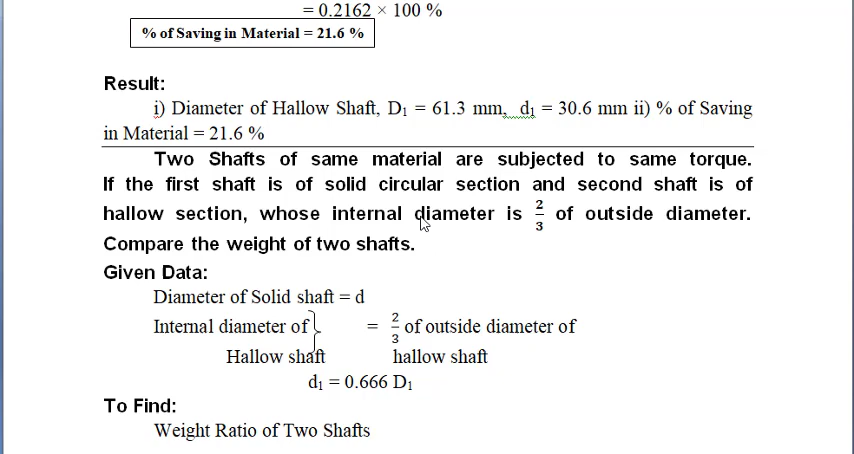 = 0.2162 × 100 %
% of Saving in Material = 21.6 %
Result:
i) Diameter of Hallow Shaft, D₁ = 61.3 mm, d₁ = 30.6 mm ii) % of Saving
in Material = 21.6 %
Two Shafts of same material are subjected to same torque.
If the first shaft is of solid circular section and second shaft is of
hallow section, whose internal diameter is 2/3 of outside diameter.
Compare the weight of two shafts.
Given Data:
Diameter of Solid shaft = d
Internal diameter of } = 2/3 of outside diameter of
Hallow shaft hallow shaft
d₁ = 0.666 D₁
To Find:
Weight Ratio of Two Shafts